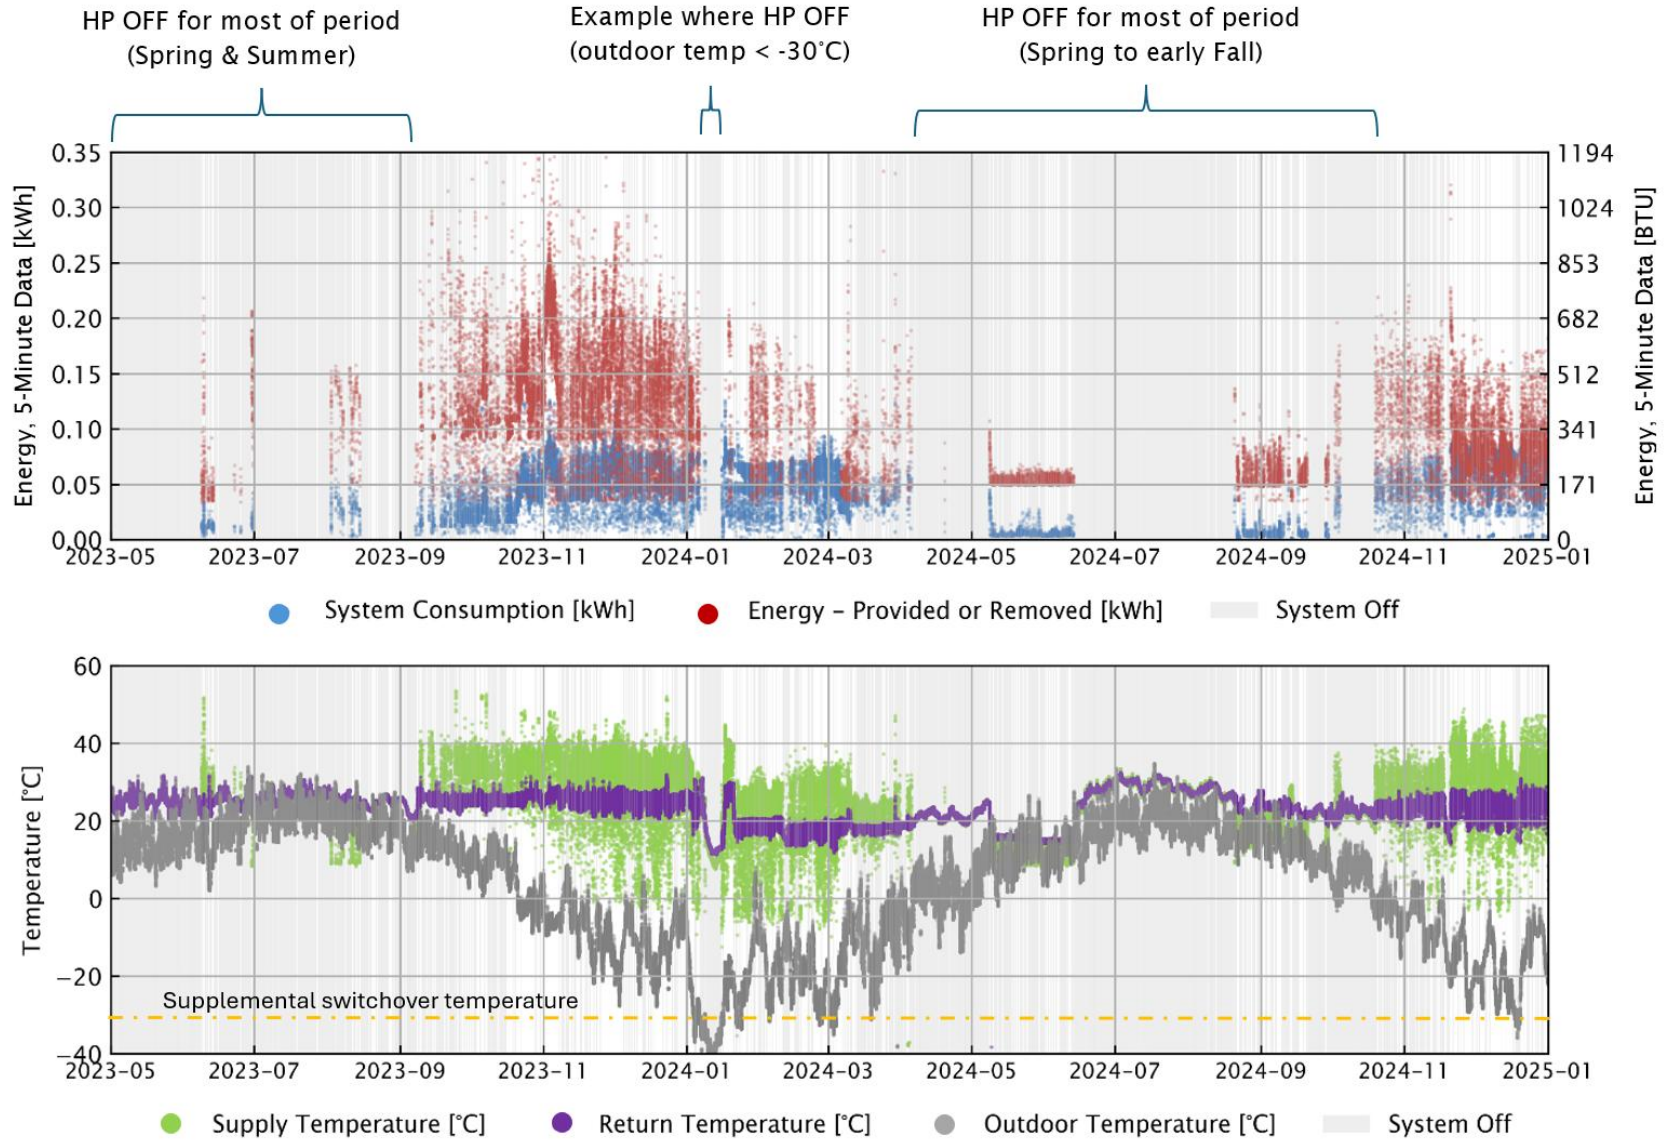 HP OFF for most of period
(Spring & Summer)
Example where HP OFF
(outdoor temp < -30°C)
HP OFF for most of period
(Spring to early Fall)
Energy, 5-Minute Data [kWh]
0.35
0.30
0.25
0.20
0.15
0.10
0.05
0.00
1194
1024
853
682
512
341
171
0
Energy, 5-Minute Data [BTU]
2023-05 2023-07 2023-09 2023-11 2024-01 2024-03 2024-05 2024-07 2024-09 2024-11 2025-01
System Consumption [kWh] Energy – Provided or Removed [kWh] System Off
Temperature [°C]
60
40
20
0
−20
−40
Supplemental switchover temperature
2023-05 2023-07 2023-09 2023-11 2024-01 2024-03 2024-05 2024-07 2024-09 2024-11 2025-01
Supply Temperature [°C] Return Temperature [°C] Outdoor Temperature [°C] System Off